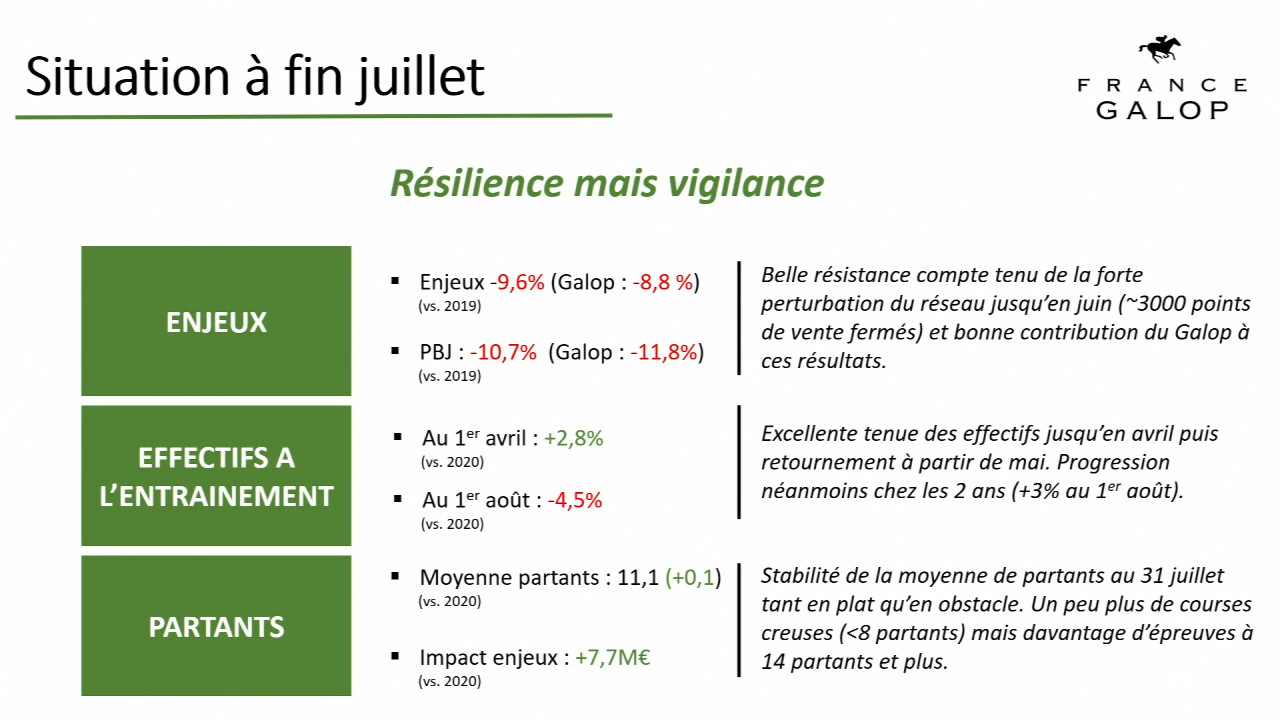 Situation à fin juillet
FRANCE
GALOP
Résilience mais vigilance
ENJEUX
▪ Enjeux -9,6% (Galop : -8,8 %)
(vs. 2019)
▪ PBJ : -10,7% (Galop : -11,8%)
(vs. 2019)
Belle résistance compte tenu de la forte
perturbation du réseau jusqu'en juin (~3000 points
de vente fermés) et bonne contribution du Galop à
ces résultats.
EFFECTIFS A
L'ENTRAINEMENT
▪ Au 1er avril : +2,8%
(vs. 2020)
▪ Au 1er août : -4,5%
(vs. 2020)
Excellente tenue des effectifs jusqu'en avril puis
retournement à partir de mai. Progression
néanmoins chez les 2 ans (+3% au 1er août).
PARTANTS
▪ Moyenne partants : 11,1 (+0,1)
(vs. 2020)
▪ Impact enjeux : +7,7M€
(vs. 2020)
Stabilité de la moyenne de partants au 31 juillet
tant en plat qu'en obstacle. Un peu plus de courses
creuses (<8 partants) mais davantage d'épreuves à
14 partants et plus.